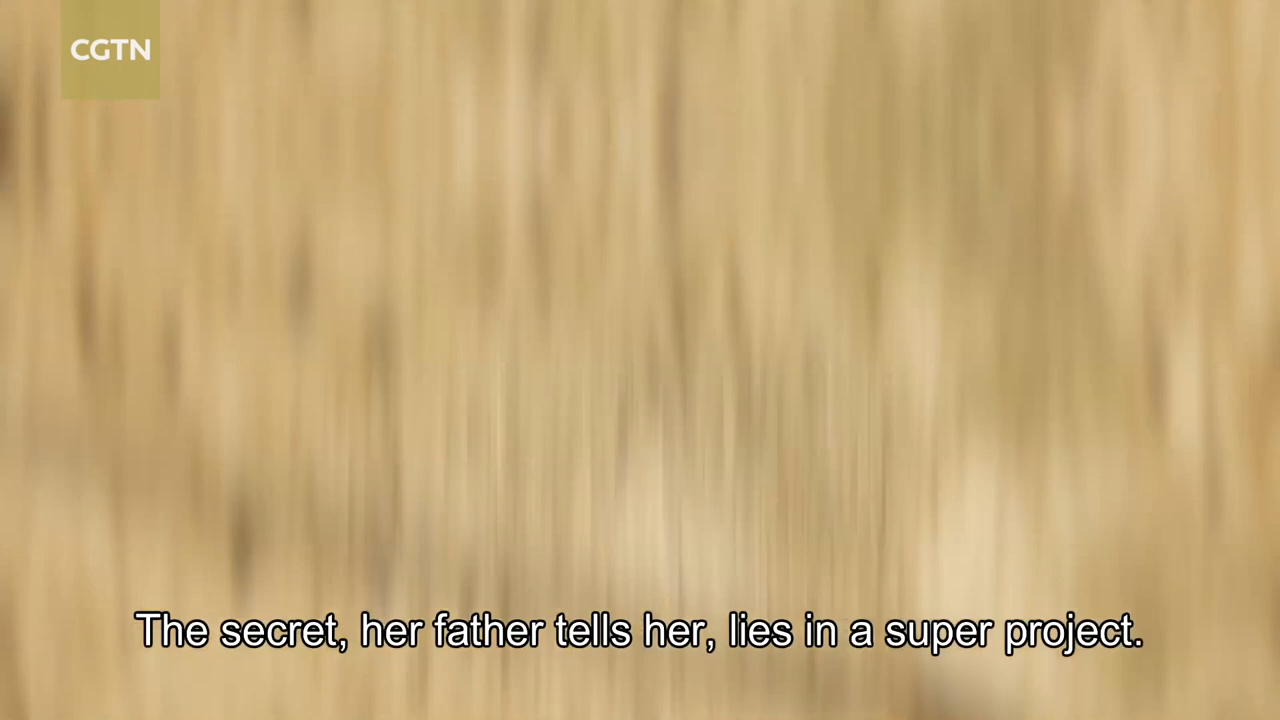 CGTN
The secret, her father tells her, lies in a super project.